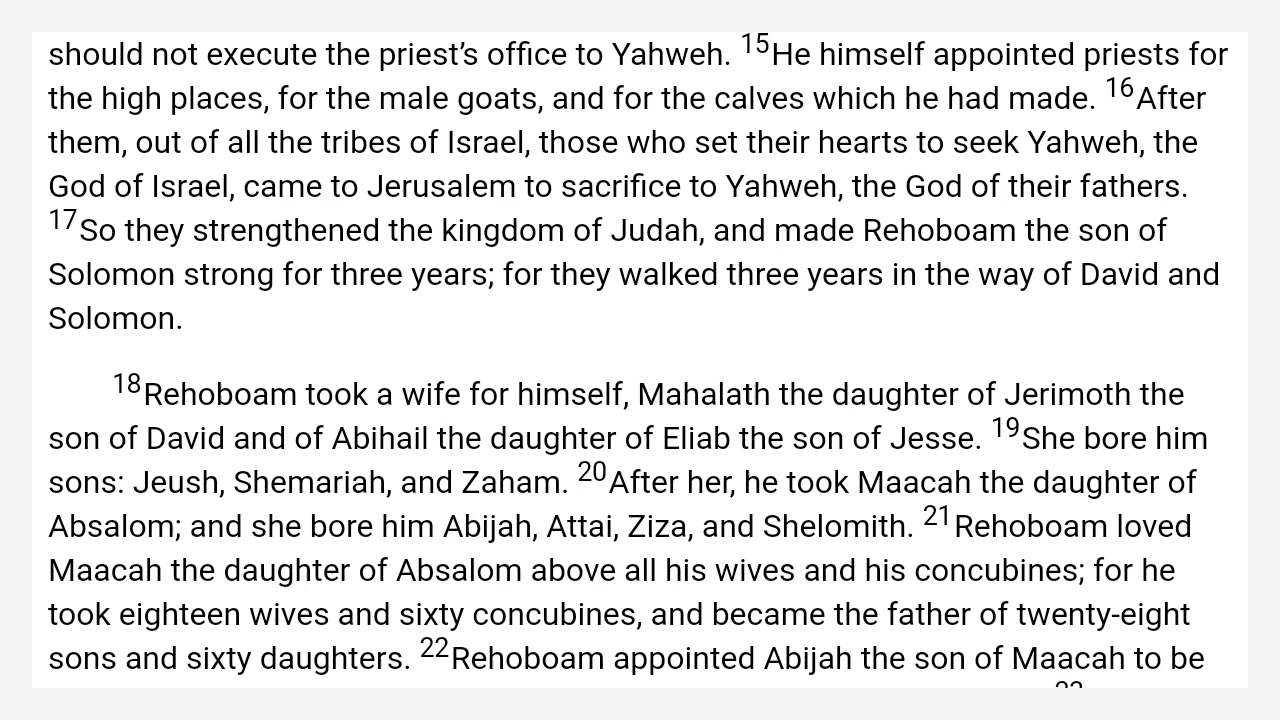 should not execute the priest’s office to Yahweh. 15He himself appointed priests for
the high places, for the male goats, and for the calves which he had made. 16After
them, out of all the tribes of Israel, those who set their hearts to seek Yahweh, the
God of Israel, came to Jerusalem to sacrifice to Yahweh, the God of their fathers.
17So they strengthened the kingdom of Judah, and made Rehoboam the son of
Solomon strong for three years; for they walked three years in the way of David and
Solomon.
18Rehoboam took a wife for himself, Mahalath the daughter of Jerimoth the
son of David and of Abihail the daughter of Eliab the son of Jesse. 19She bore him
sons: Jeush, Shemariah, and Zaham. 20After her, he took Maacah the daughter of
Absalom; and she bore him Abijah, Attai, Ziza, and Shelomith. 21Rehoboam loved
Maacah the daughter of Absalom above all his wives and his concubines; for he
took eighteen wives and sixty concubines, and became the father of twenty-eight
sons and sixty daughters. 22Rehoboam appointed Abijah the son of Maacah to be